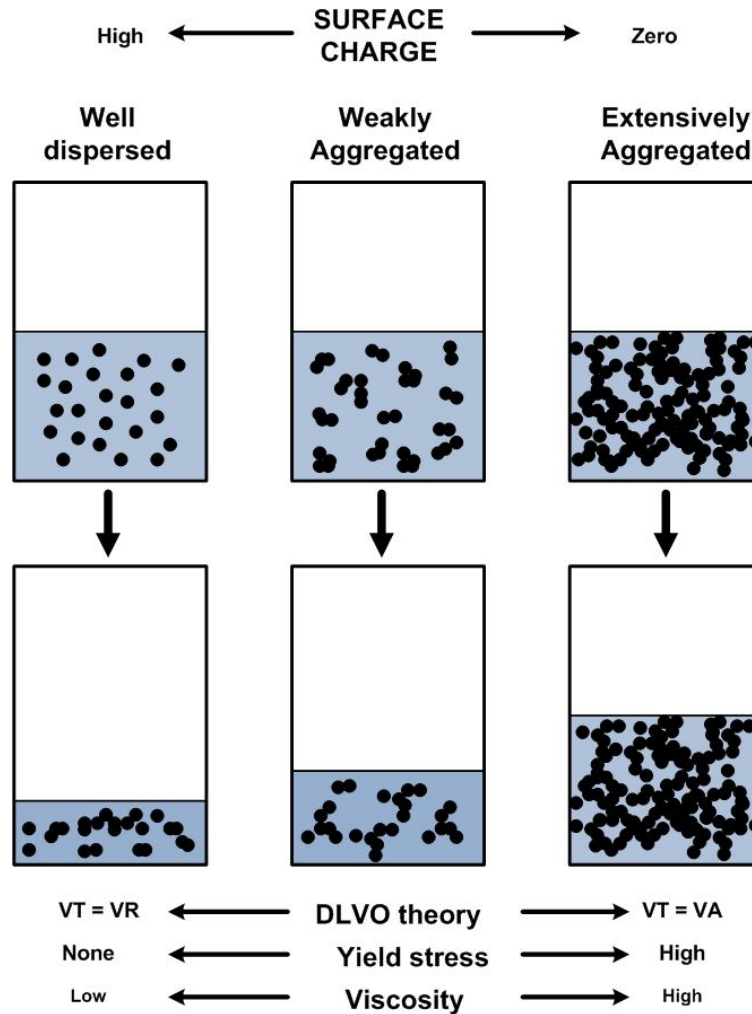 High
SURFACE
CHARGE
Zero
Well
dispersed
Weakly
Aggregated
Extensively
Aggregated
VT = VR
DLVO theory
VT = VA
None
Yield stress
High
Low
Viscosity
High